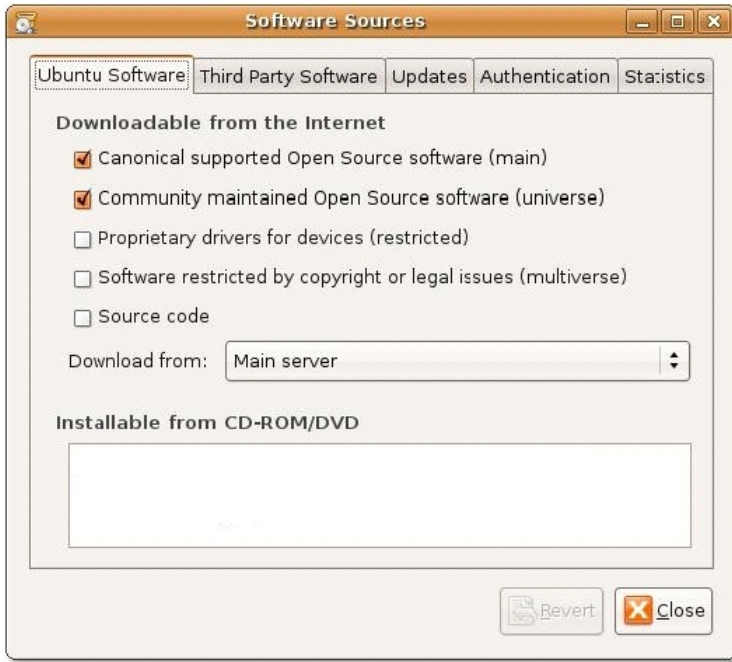 Software Sources
Ubuntu Software Third Party Software Updates Authentication Statistics
Downloadable from the Internet
Canonical supported Open Source software (main)
Community maintained Open Source software (universe)
Proprietary drivers for devices (restricted)
Software restricted by copyright or legal issues (multiverse)
Source code
Download from: Main server
Installable from CD-ROM/DVD
Revert Close